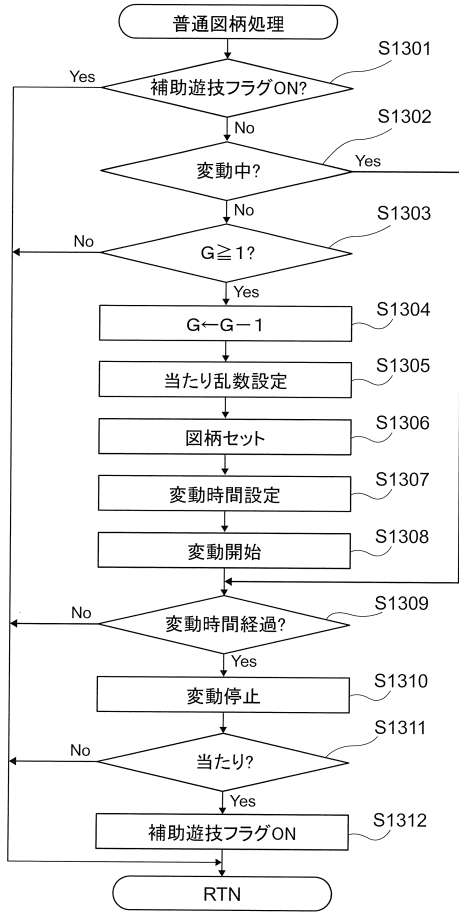 普通図柄処理
S1301
Yes
補助遊技フラグON?
No
S1302
変動中?
Yes
No
S1303
No
G≧1?
Yes
S1304
G←G－1
S1305
当たり乱数設定
S1306
図柄セット
S1307
変動時間設定
S1308
変動開始
S1309
No
変動時間経過?
Yes
S1310
変動停止
S1311
No
当たり?
Yes
S1312
補助遊技フラグON
RTN